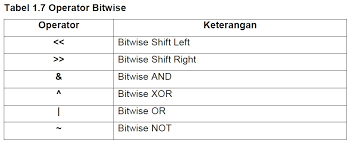 Tabel 1.7 Operator Bitwise
Operator Keterangan
<< Bitwise Shift Left
>> Bitwise Shift Right
& Bitwise AND
^ Bitwise XOR
| Bitwise OR
~ Bitwise NOT